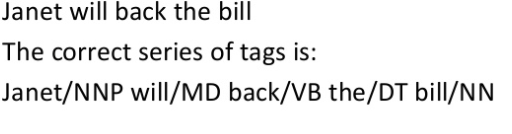 Janet will back the bill
The correct series of tags is:
Janet/NNP will/MD back/VB the/DT bill/NN